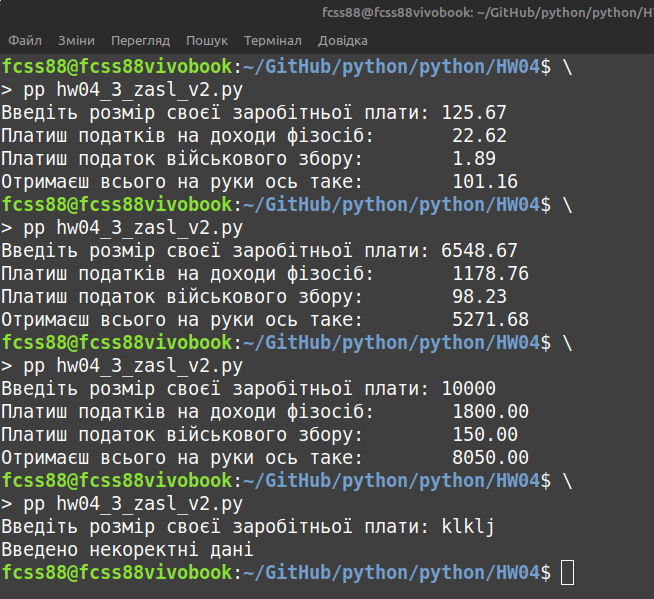 fcss88@fcss88vivobook: ~/GitHub/python/python/H
Файл Зміни Перегляд Пошук Термінал Довідка
fcss88@fcss88vivobook:~/GitHub/python/python/HW04$ \
> pp hw04_3_zasl_v2.py
Введіть розмір своєї заробітньої плати: 125.67
Платиш податків на доходи фізосіб: 22.62
Платиш податок військового збору: 1.89
Отримаєш всього на руки ось таке: 101.16
fcss88@fcss88vivobook:~/GitHub/python/python/HW04$ \
> pp hw04_3_zasl_v2.py
Введіть розмір своєї заробітньої плати: 6548.67
Платиш податків на доходи фізосіб: 1178.76
Платиш податок військового збору: 98.23
Отримаєш всього на руки ось таке: 5271.68
fcss88@fcss88vivobook:~/GitHub/python/python/HW04$ \
> pp hw04_3_zasl_v2.py
Введіть розмір своєї заробітньої плати: 10000
Платиш податків на доходи фізосіб: 1800.00
Платиш податок військового збору: 150.00
Отримаєш всього на руки ось таке: 8050.00
fcss88@fcss88vivobook:~/GitHub/python/python/HW04$ \
> pp hw04_3_zasl_v2.py
Введіть розмір своєї заробітньої плати: klklj
Введено некоректні дані
fcss88@fcss88vivobook:~/GitHub/python/python/HW04$